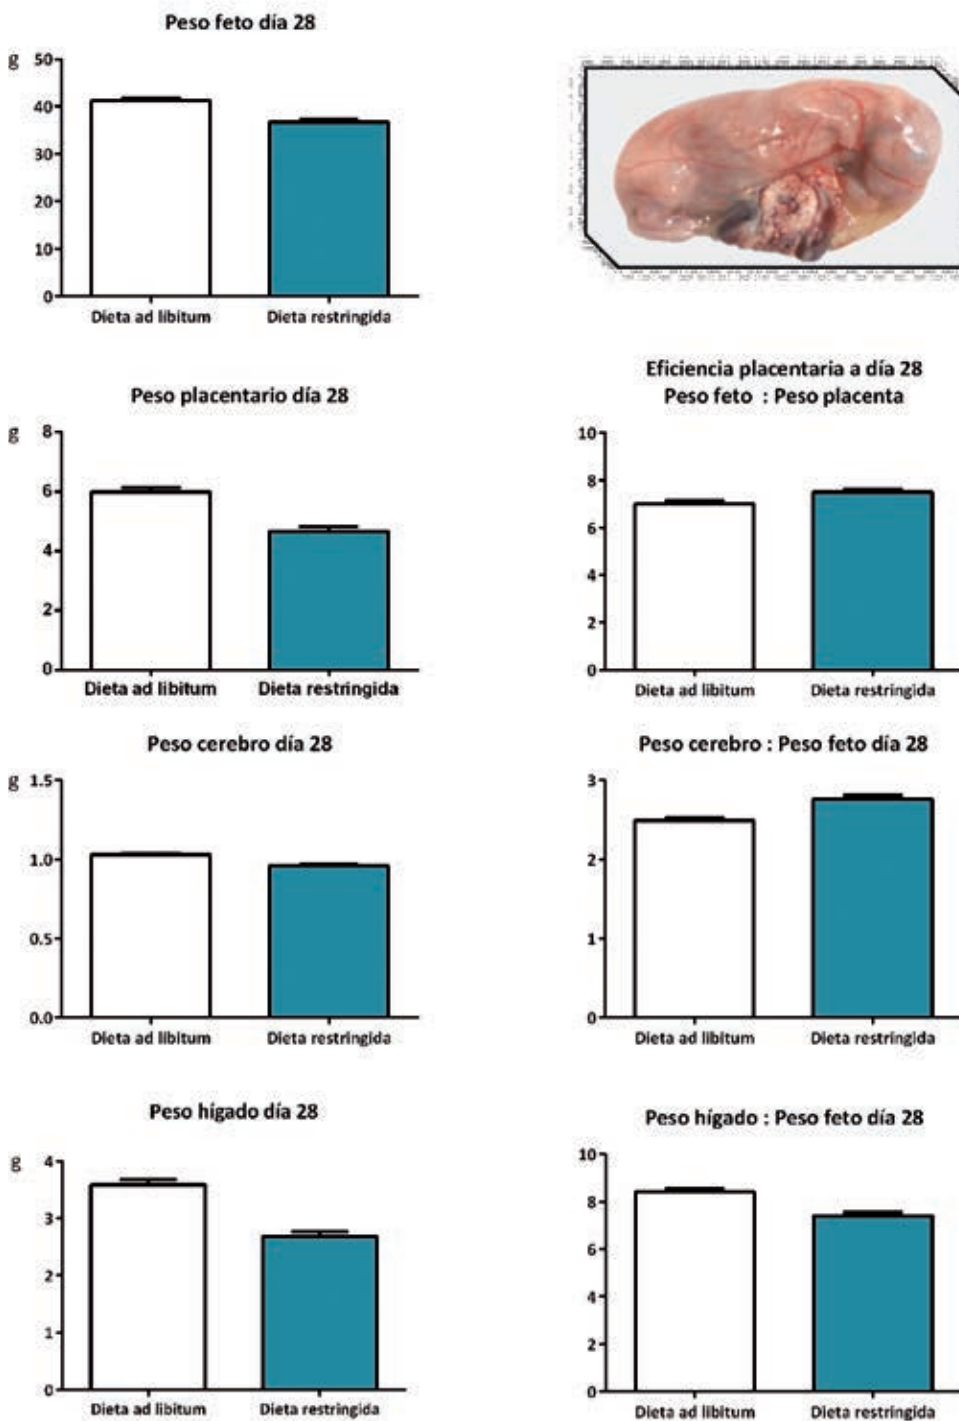 Peso feto día 28
g
50
40
30
20
10
0
Dieta ad libitum
Dieta restringida
Peso placentario día 28
g
8
6
4
2
0
Dieta ad libitum
Dieta restringida
Eficiencia placentaria a día 28
Peso feto : Peso placenta
10
8
6
4
2
0
Dieta ad libitum
Dieta restringida
Peso cerebro día 28
g
1.5
1.0
0.5
0.0
Dieta ad libitum
Dieta restringida
Peso cerebro : Peso feto día 28
3
2
1
0
Dieta ad libitum
Dieta restringida
Peso hígado día 28
g
4
3
2
1
0
Dieta ad libitum
Dieta restringida
Peso hígado : Peso feto día 28
10
8
6
4
2
0
Dieta ad libitum
Dieta restringida